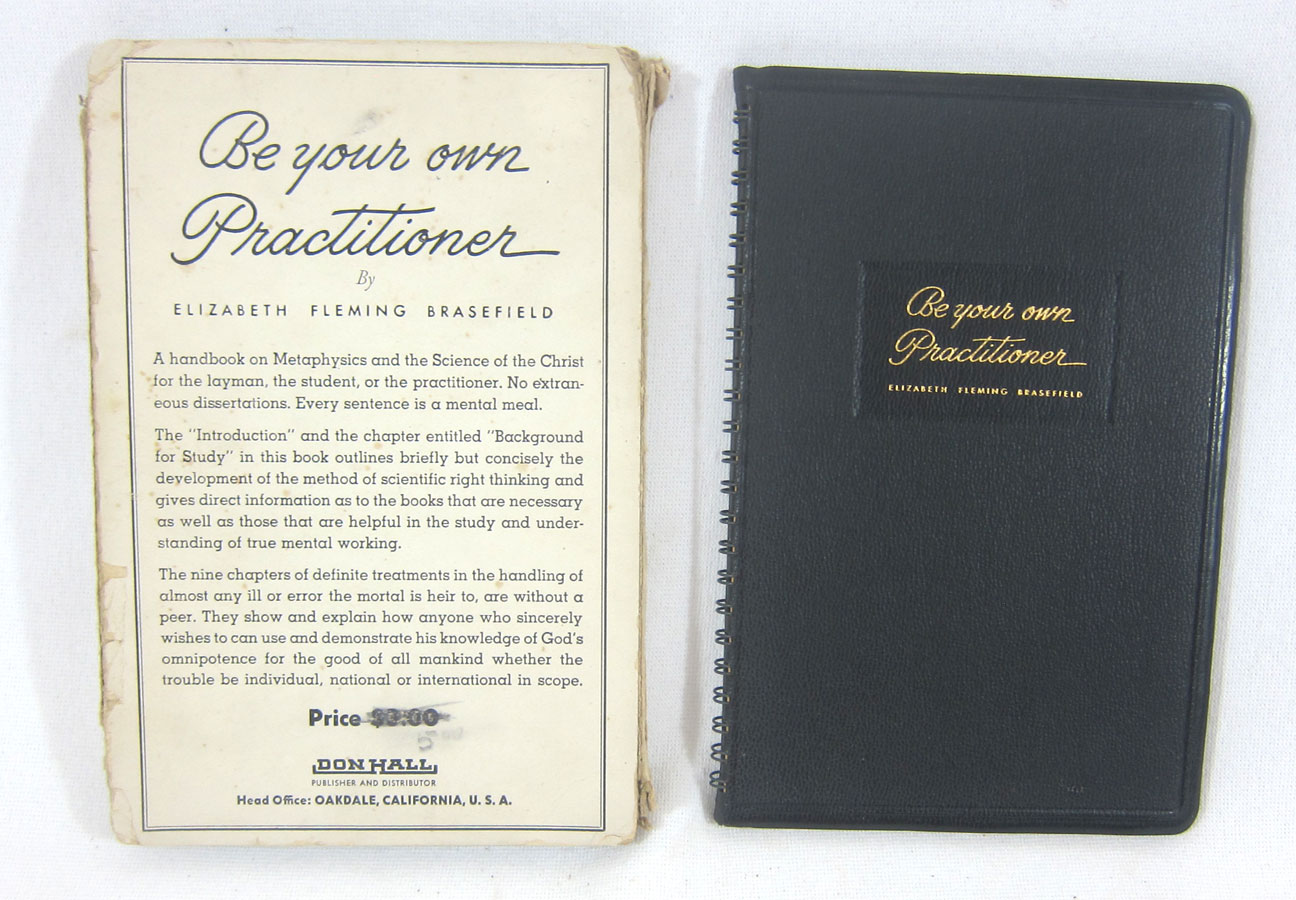 Be your own
Practitioner
By
ELIZABETH FLEMING BRASEFIELD
A handbook on Metaphysics and the Science of the Christ
for the layman, the student, or the practitioner. No extran-
eous dissertations. Every sentence is a mental meal.
The "Introduction" and the chapter entitled "Background
for Study" in this book outlines briefly but concisely the
development of the method of scientific right thinking and
gives direct information as to the books that are necessary
as well as those that are helpful in the study and under-
standing of true mental working.
The nine chapters of definite treatments in the handling of
almost any ill or error the mortal is heir to, are without a
peer. They show and explain how anyone who sincerely
wishes to can use and demonstrate his knowledge of God's
omnipotence for the good of all mankind whether the
trouble be individual, national or international in scope.
Price
DON HALL
PUBLISHER AND DISTRIBUTOR
Head Office: OAKDALE, CALIFORNIA, U. S. A.
Be your own
Practitioner
ELIZABETH FLEMING BRASEFIELD